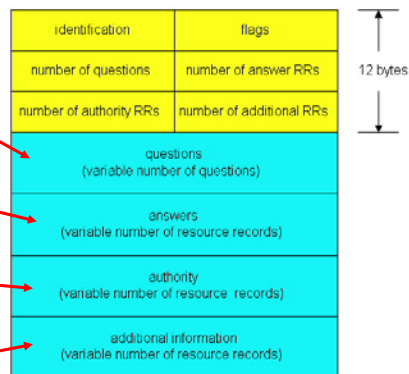 identification flags
number of questions number of answer RRs 12 bytes
number of authority RRs number of additional RRs
questions
(variable number of questions)
answers
(variable number of resource records)
authority
(variable number of resource records)
additional information
(variable number of resource records)